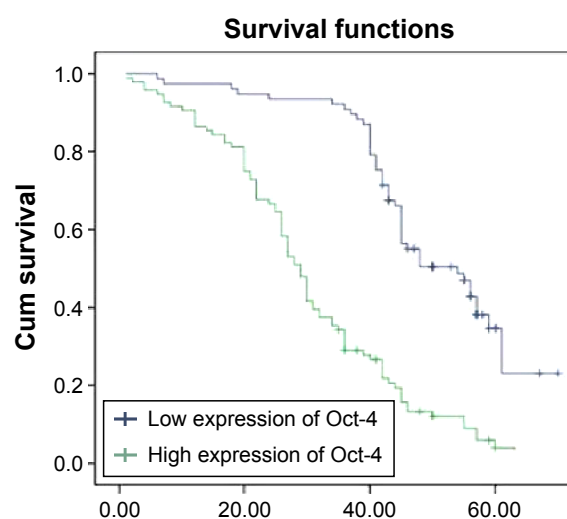 Survival functions
Cum survival
1.0
0.8
0.6
0.4
0.2
0.0
Low expression of Oct-4
High expression of Oct-4
0.00 20.00 40.00 60.00